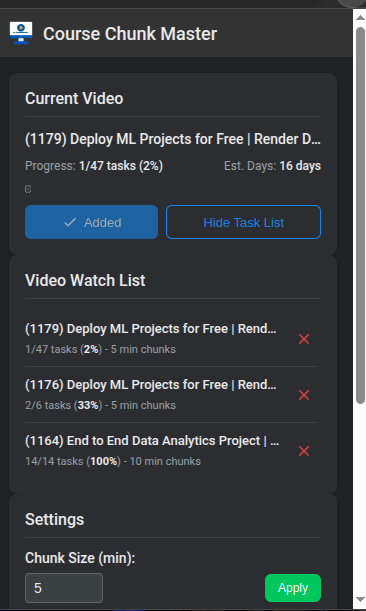 Course Chunk Master
Current Video
(1179) Deploy ML Projects for Free | Render D...
Progress: 1/47 tasks (2%) Est. Days: 16 days
✓ Added Hide Task List
Video Watch List
(1179) Deploy ML Projects for Free | Rend...
1/47 tasks (2%) - 5 min chunks
(1176) Deploy ML Projects for Free | Rend...
2/6 tasks (33%) - 5 min chunks
(1164) End to End Data Analytics Project | ...
14/14 tasks (100%) - 10 min chunks
Settings
Chunk Size (min):
5 Apply